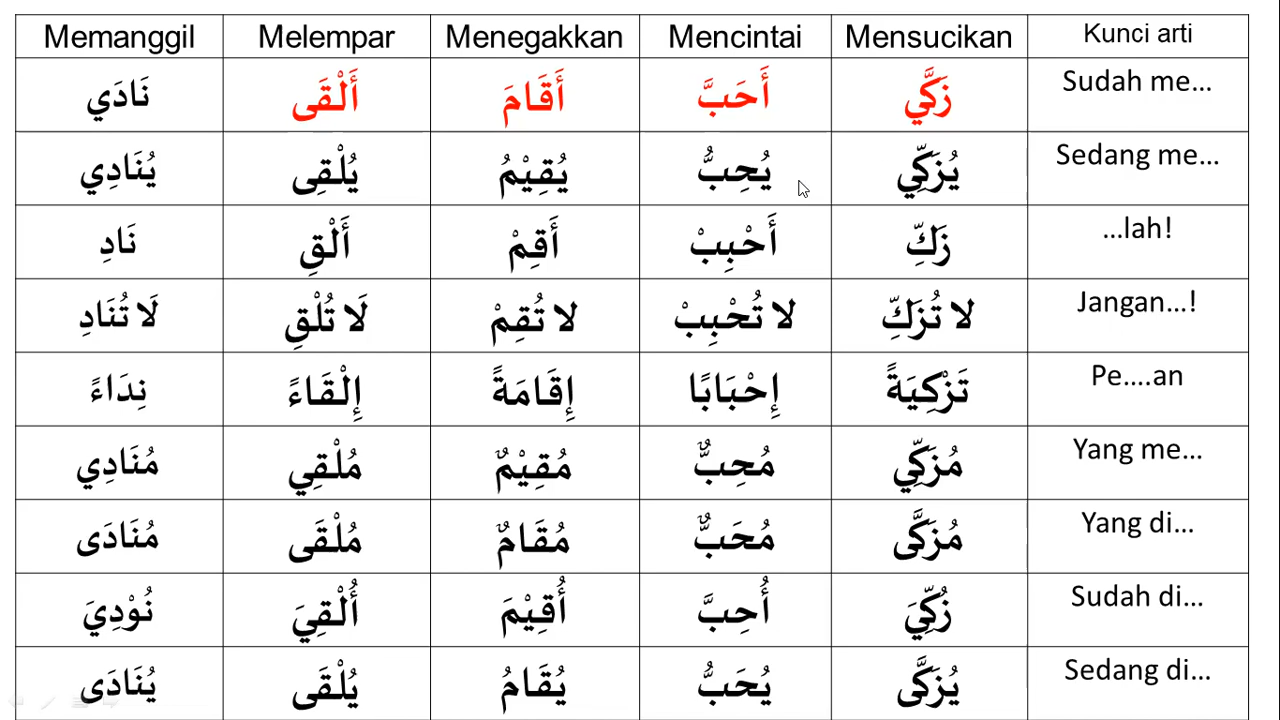 Memanggil Melempar Menegakkan Mencintai Mensucikan Kunci arti
نَادَي أَلْقَى أَقَامَ أَحَبَّ زَكَّي Sudah me...
يُنَادِي يُلْقِى يُقِيْمُ يُحِبُّ يُزَكِّي Sedang me...
نَادِ أَلْقِ أَقِمْ أَحْبِبْ زَكِّ ...lah!
لَا تُنَادِ لَا تُلْقِ لا تُقِمْ لا تُحْبِبْ لا تُزَكِّ Jangan...!
نِدَاءً إِلْقَاءً إِقَامَةً إِحْبَابًا تَزْكِيَةً Pe....an
مُنَادِي مُلْقِي مُقِيْمٌ مُحِبٌّ مُزَكِّي Yang me...
مُنَادَى مُلْقَى مُقَامٌ مُحَبٌّ مُزَكَّى Yang di...
نُوْدِيَ أُلْقِيَ أُقِيْمَ أُحِبَّ زُكِّيَ Sudah di...
يُنَادَى يُلْقَى يُقَامُ يُحَبُّ يُزَكَّى Sedang di...